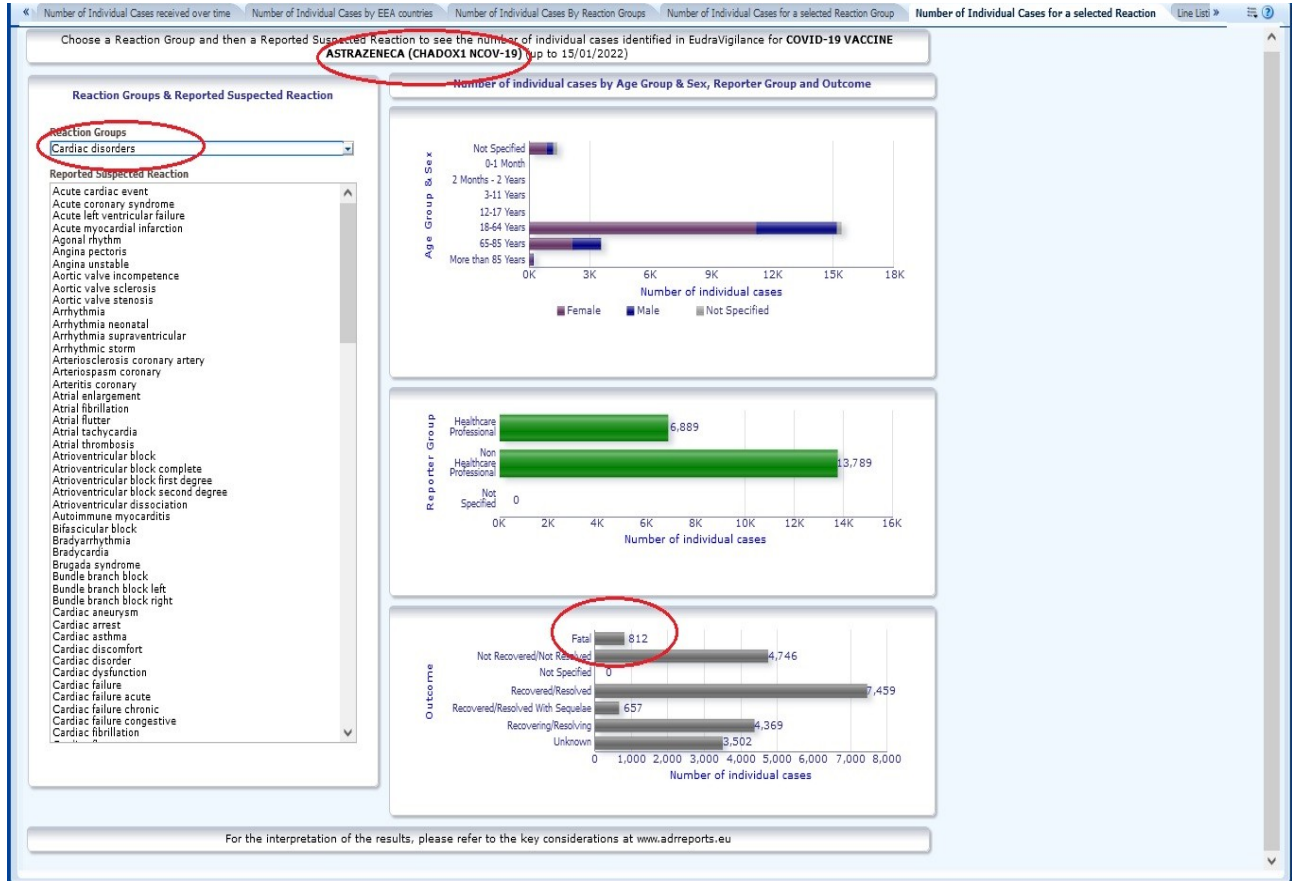 «
Number of Individual Cases received over time
Number of Individual Cases by EEA countries
Number of Individual Cases By Reaction Groups
Number of Individual Cases for a selected Reaction Group
Number of Individual Cases for a selected Reaction
Line Listi »
Choose a Reaction Group and then a Reported Suspected Reaction to see the number of individual cases identified in EudraVigilance for COVID-19 VACCINE
ASTRAZENECA (CHADOX1 NCOV-19) (up to 15/01/2022)
Reaction Groups & Reported Suspected Reaction
Reaction Groups
Cardiac disorders
Reported Suspected Reaction
Acute cardiac event
Acute coronary syndrome
Acute left ventricular failure
Acute myocardial infarction
Agonal rhythm
Angina pectoris
Angina unstable
Aortic valve incompetence
Aortic valve sclerosis
Aortic valve stenosis
Arrhythmia
Arrhythmia neonatal
Arrhythmia supraventricular
Arrhythmic storm
Arteriosclerosis coronary artery
Arteriospasm coronary
Arteritis coronary
Atrial enlargement
Atrial fibrillation
Atrial flutter
Atrial tachycardia
Atrial thrombosis
Atrioventricular block
Atrioventricular block complete
Atrioventricular block first degree
Atrioventricular block second degree
Atrioventricular dissociation
Autoimmune myocarditis
Bifascicular block
Bradyarrhythmia
Bradycardia
Brugada syndrome
Bundle branch block
Bundle branch block left
Bundle branch block right
Cardiac aneurysm
Cardiac arrest
Cardiac asthma
Cardiac discomfort
Cardiac disorder
Cardiac dysfunction
Cardiac failure
Cardiac failure acute
Cardiac failure chronic
Cardiac failure congestive
Cardiac fibrillation
Number of individual cases by Age Group & Sex, Reporter Group and Outcome
Age Group & Sex
Not Specified
0-1 Month
2 Months - 2 Years
3-11 Years
12-17 Years
18-64 Years
65-85 Years
More than 85 Years
0K 3K 6K 9K 12K 15K 18K
Number of individual cases
Female Male Not Specified
Reporter Group
Healthcare
Professional
6,889
Non
Healthcare
Professional
13,789
Not
Specified
0
0K 2K 4K 6K 8K 10K 12K 14K 16K
Number of individual cases
Outcome
Fatal 812
Not Recovered/Not Resolved 4,746
Not Specified 0
Recovered/Resolved 7,459
Recovered/Resolved With Sequelae 657
Recovering/Resolving 4,369
Unknown 3,502
0 1,000 2,000 3,000 4,000 5,000 6,000 7,000 8,000
Number of individual cases
For the interpretation of the results, please refer to the key considerations at www.adrreports.eu